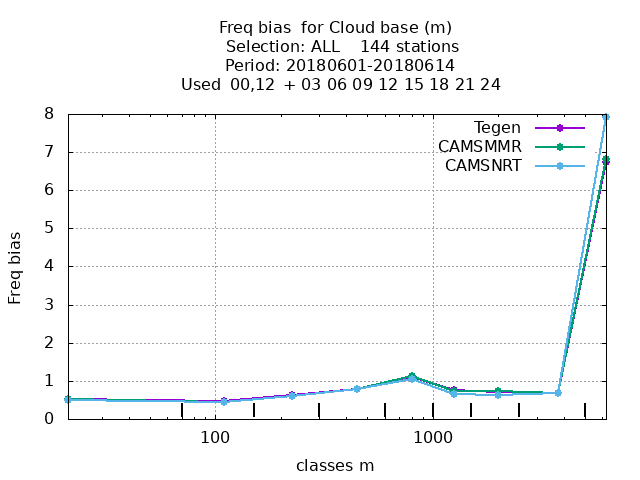 Freq bias  for Cloud base (m)
Selection: ALL    144 stations
Period: 20180601-20180614
Used  00,12  + 03 06 09 12 15 18 21 24
Tegen
CAMSMMR
CAMSNRT
8
7
6
5
4
3
2
1
0
Freq bias
100 1000
classes m